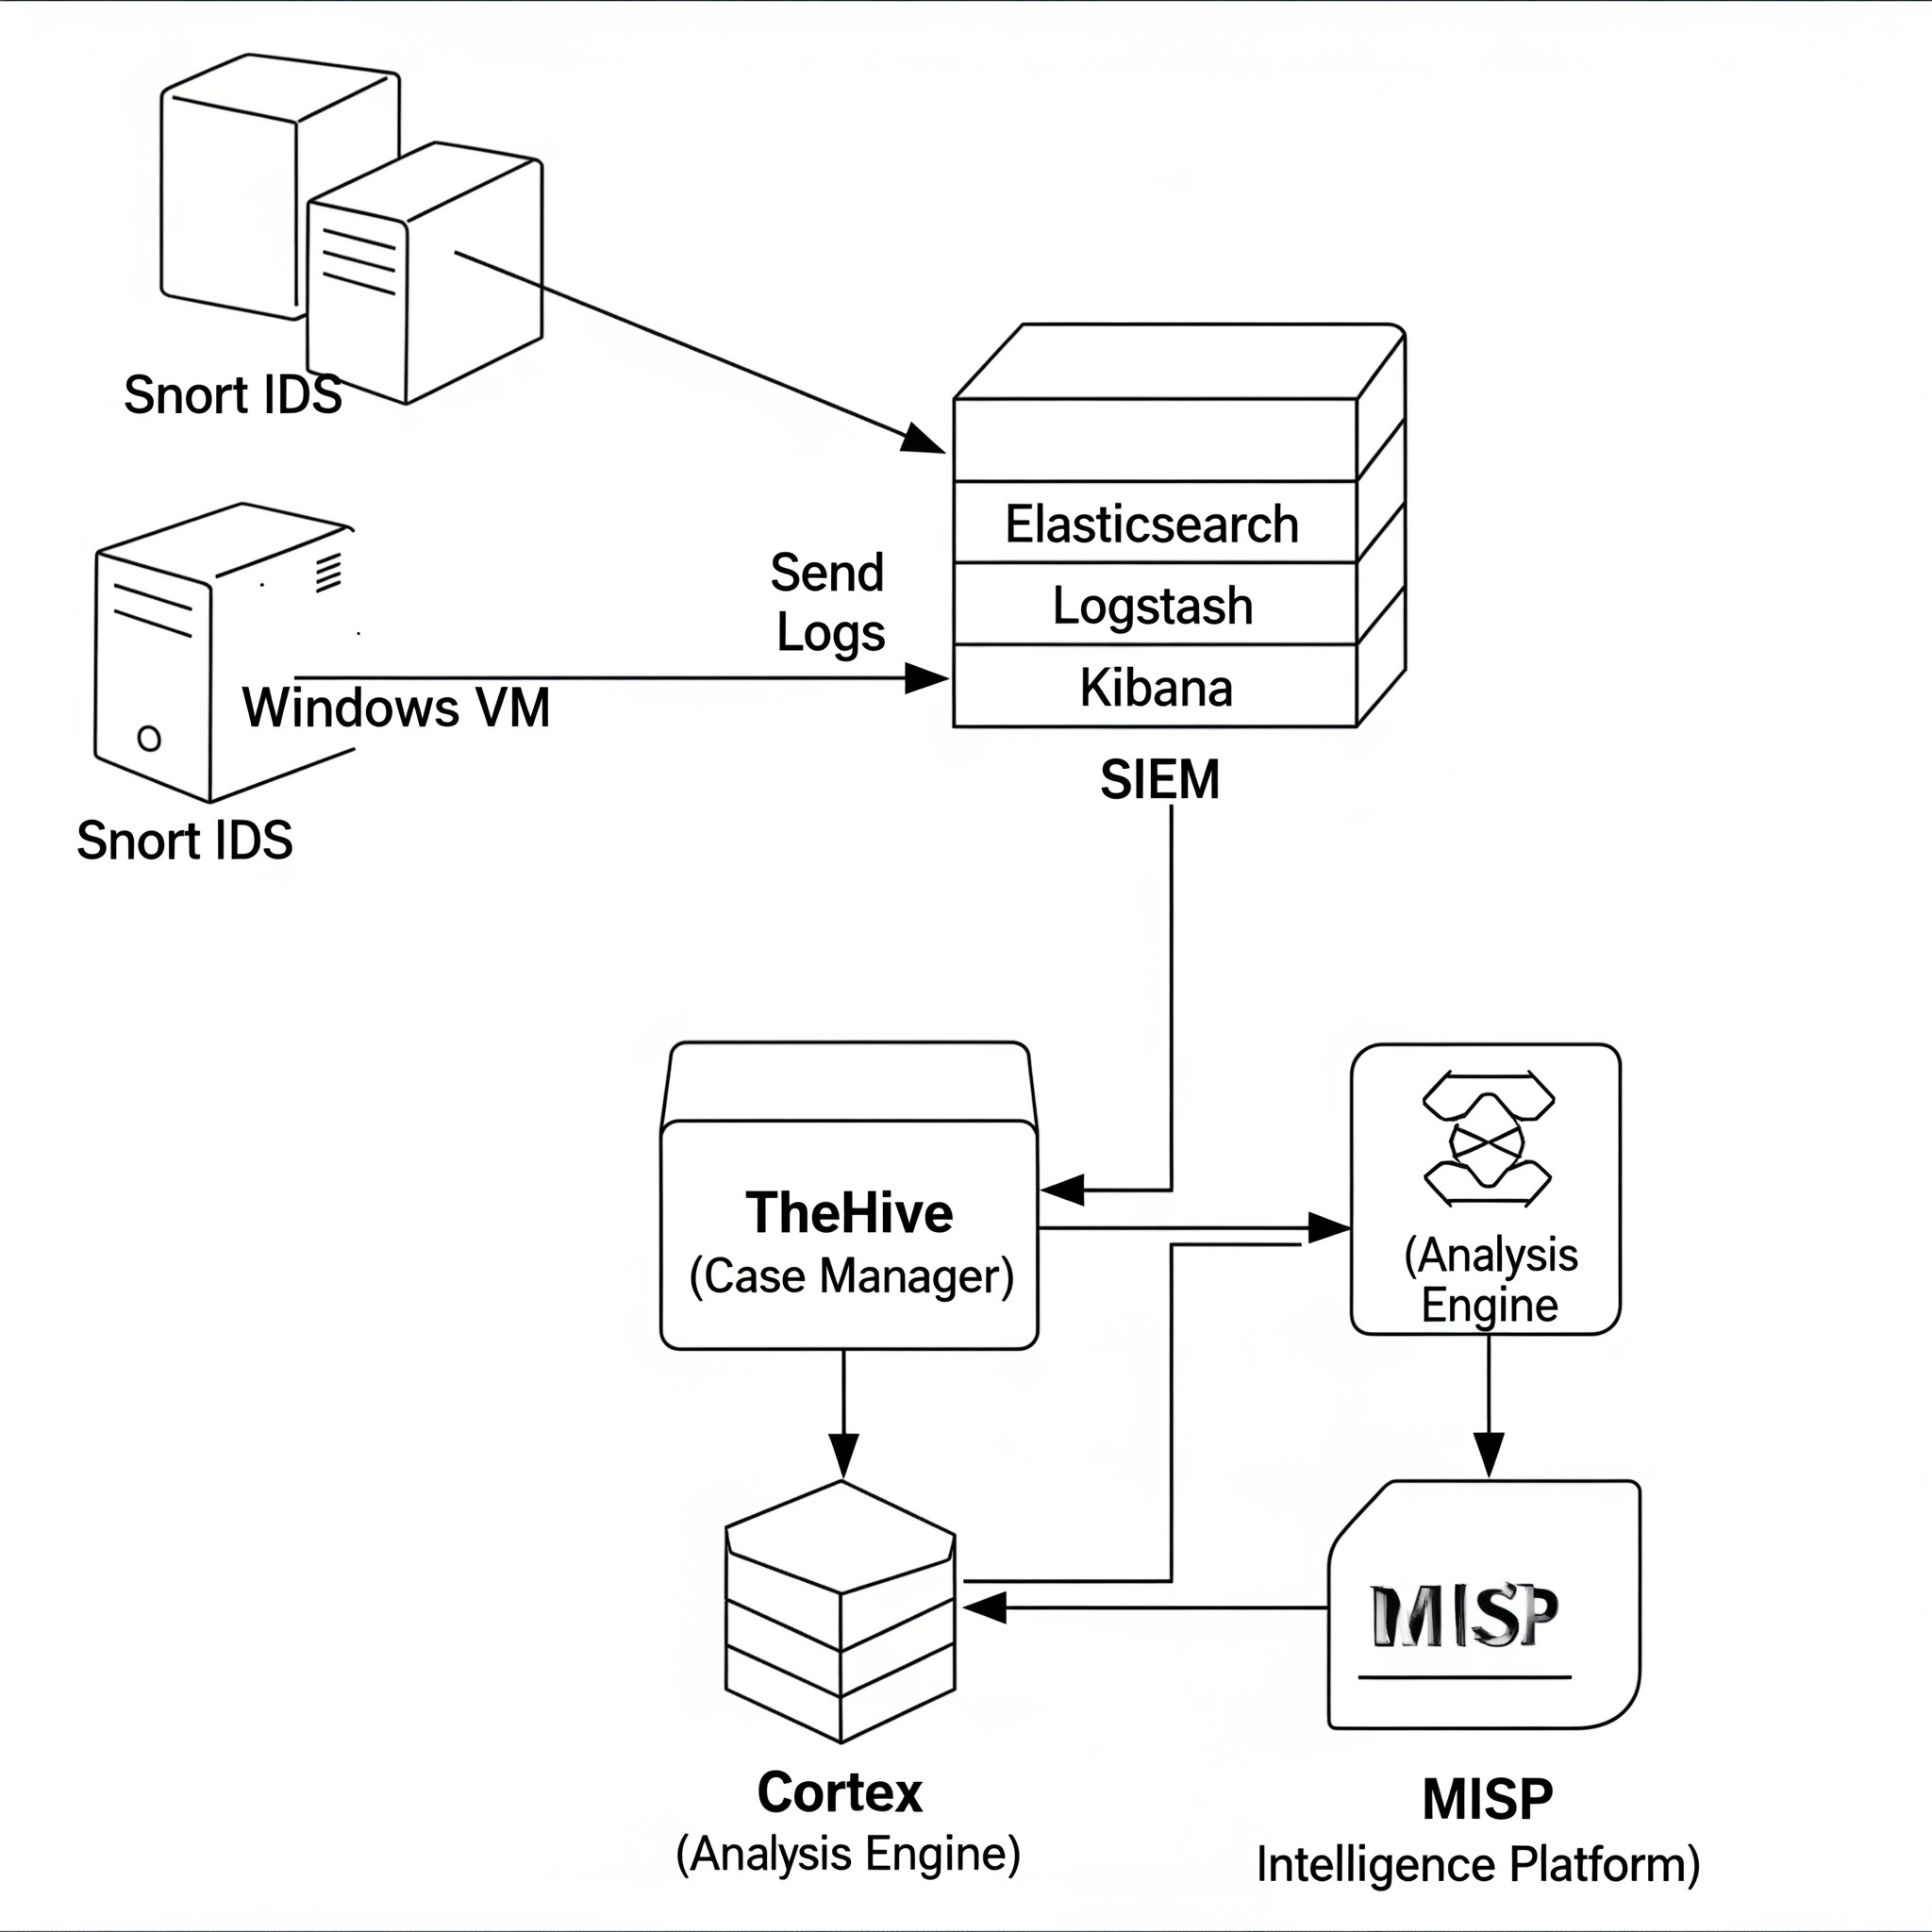 Snort IDS
Send
Logs
Windows VM
Snort IDS
Elasticsearch
Logstash
Kibana
SIEM
TheHive
(Case Manager)
(Analysis
Engine
MISP
Cortex
(Analysis Engine)
MISP
Intelligence Platform)